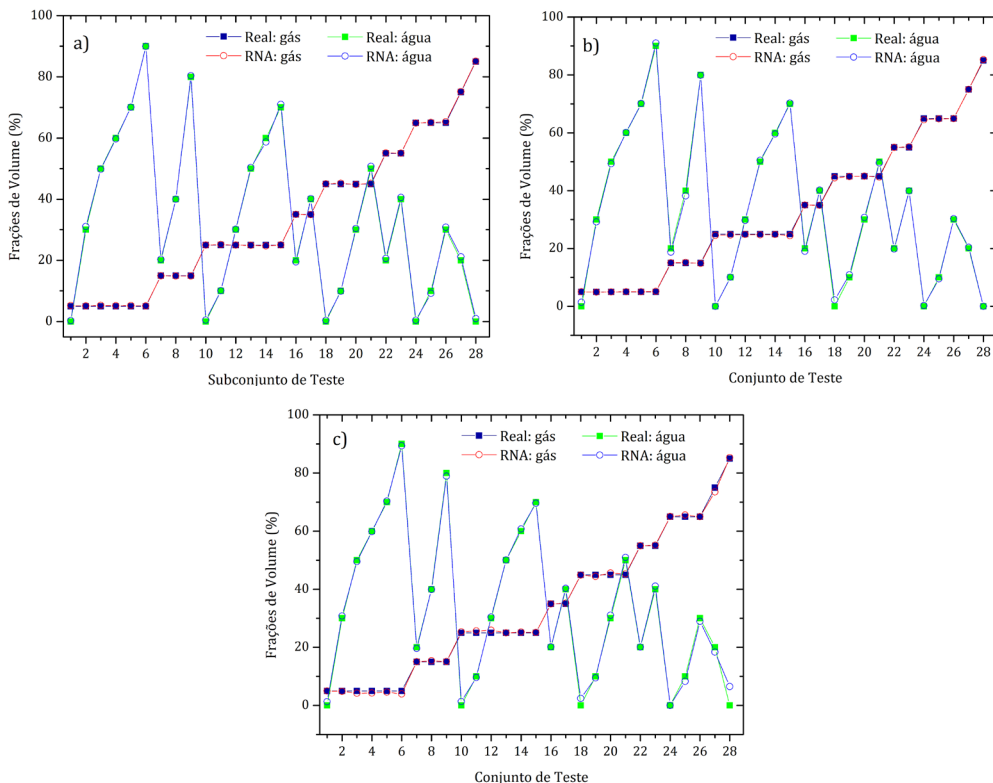 a)
Real: gás
Real: água
RNA: gás
RNA: água
Frações de Volume (%)
100
80
60
40
20
0
2 4 6 8 10 12 14 16 18 20 22 24 26 28
Subconjunto de Teste
b)
Real: gás
Real: água
RNA: gás
RNA: água
Frações de Volume (%)
100
80
60
40
20
0
2 4 6 8 10 12 14 16 18 20 22 24 26 28
Conjunto de Teste
c)
Real: gás
Real: água
RNA: gás
RNA: água
Frações de Volume (%)
100
80
60
40
20
0
2 4 6 8 10 12 14 16 18 20 22 24 26 28
Conjunto de Teste